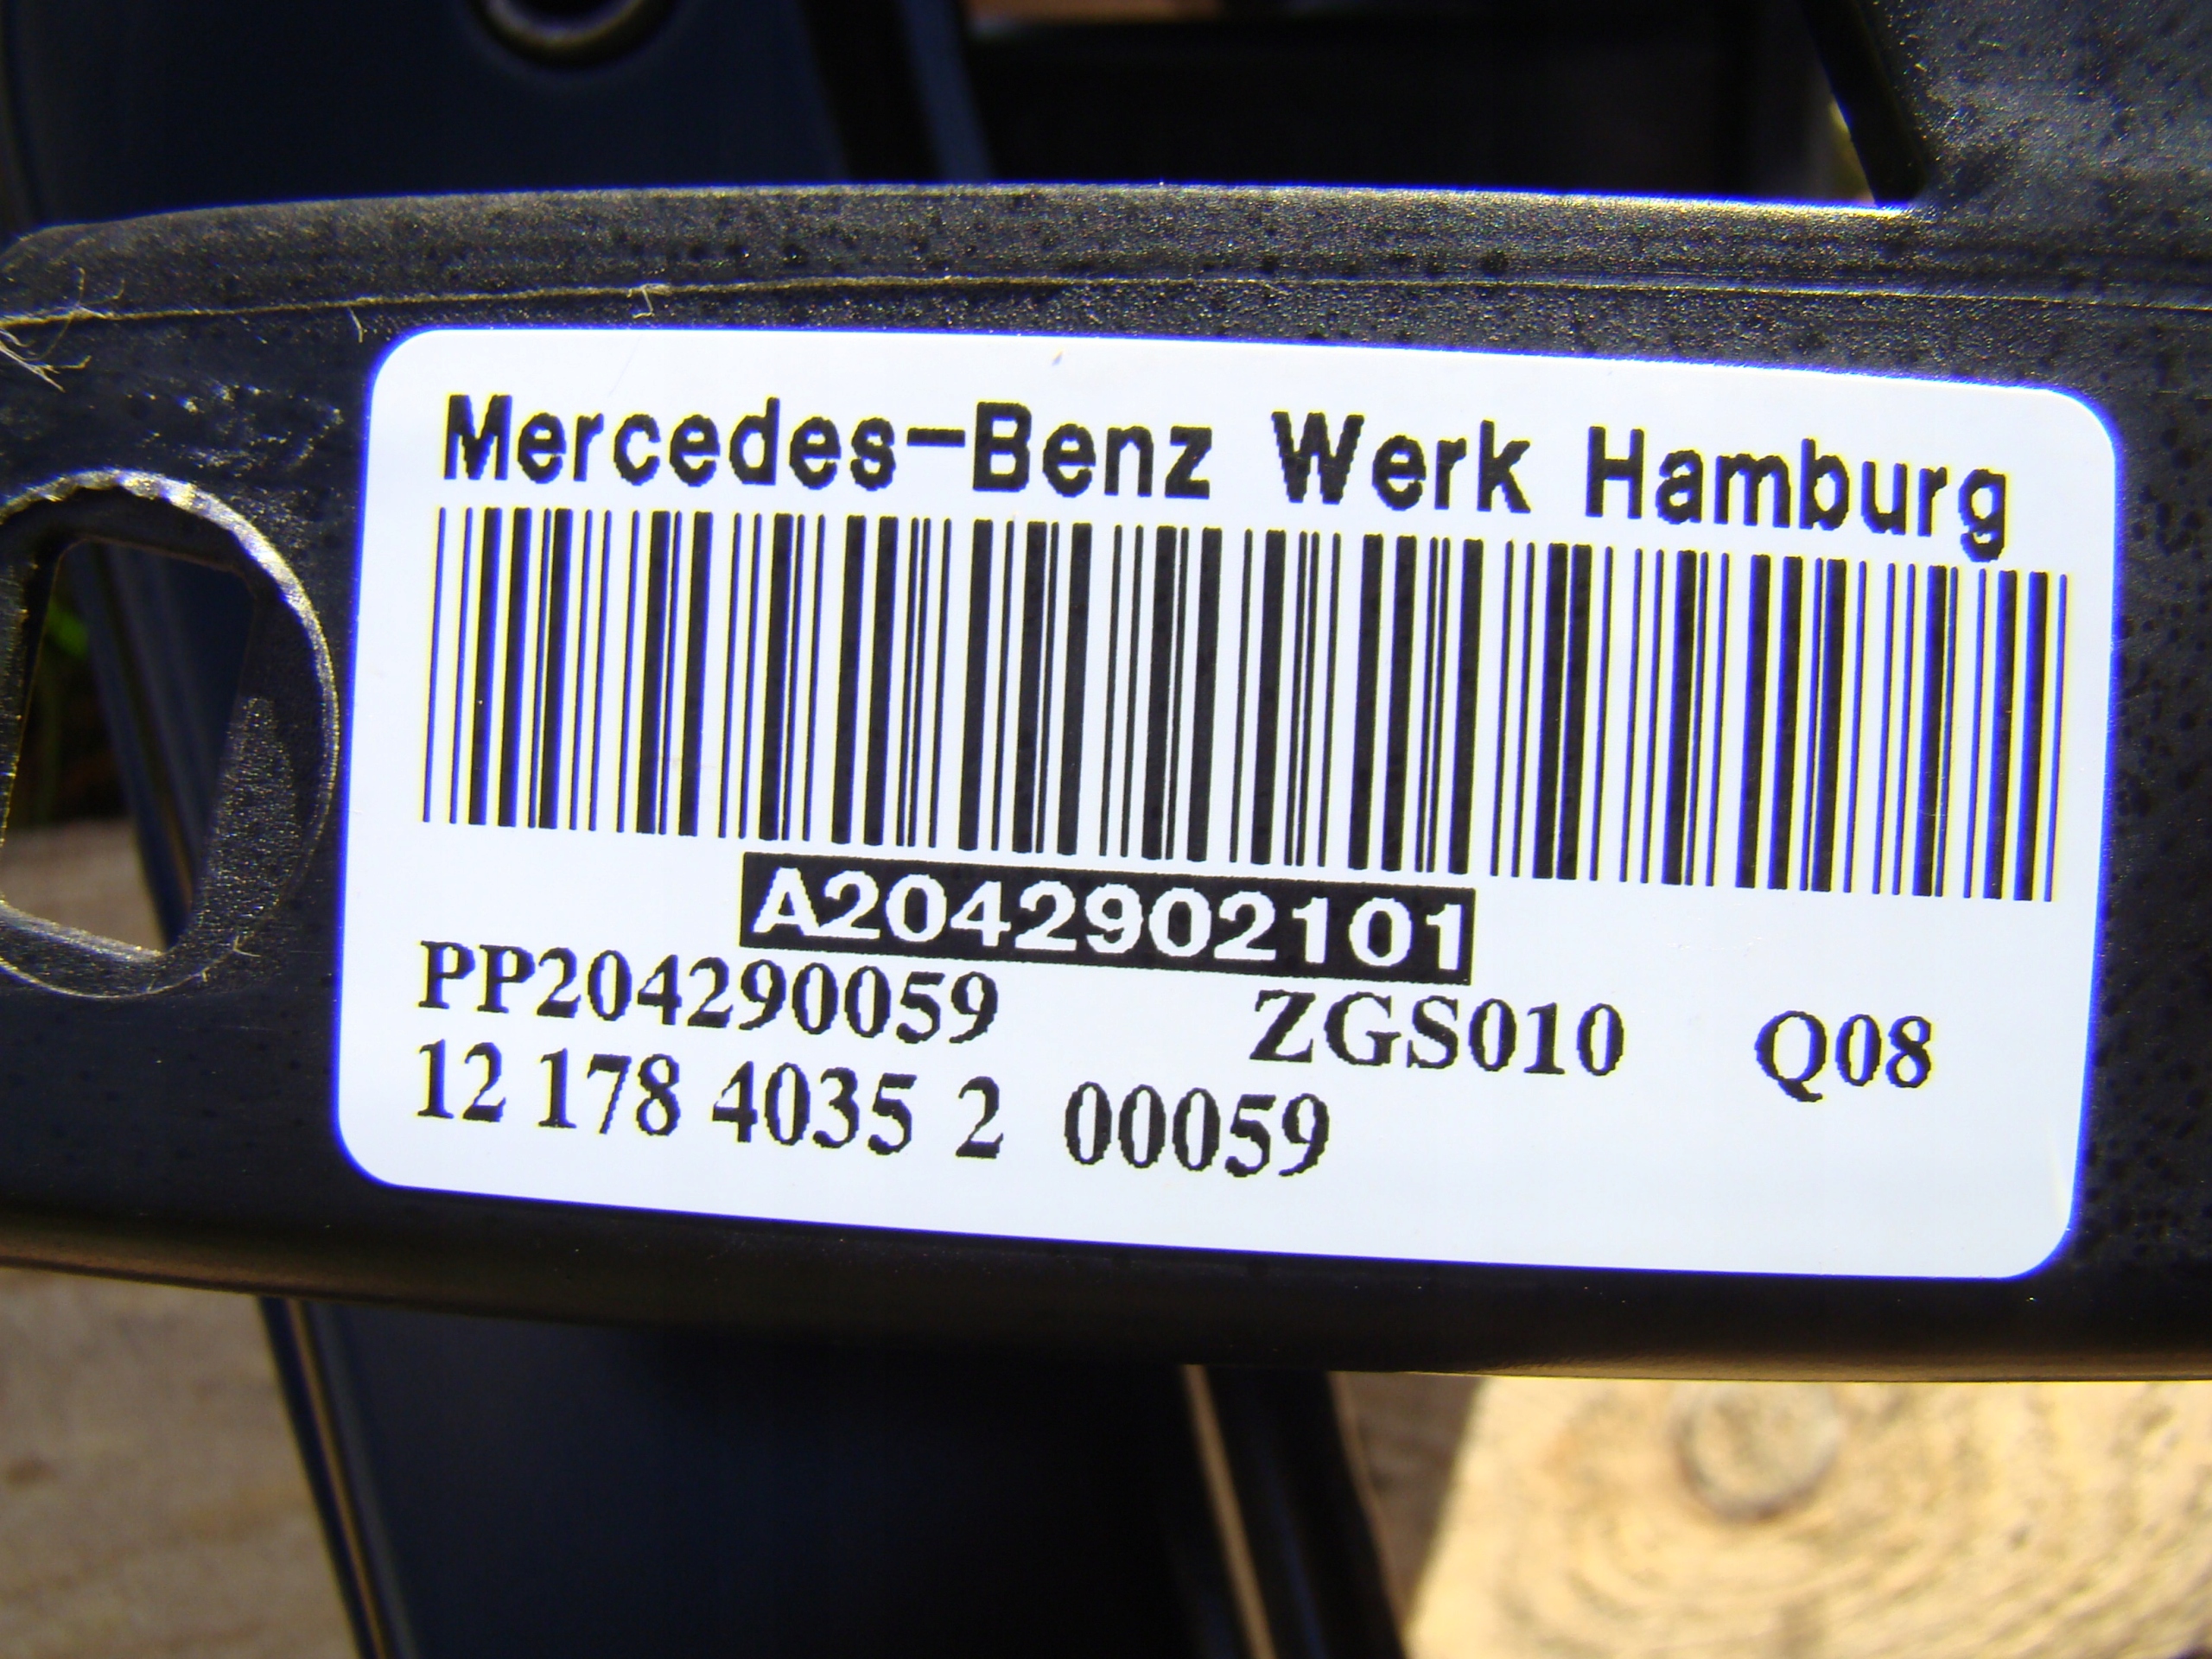 Mercedes-Benz Werk Hamburg
A2042902101
PP204290059 ZGS010 Q08
12 178 4035 2 00059